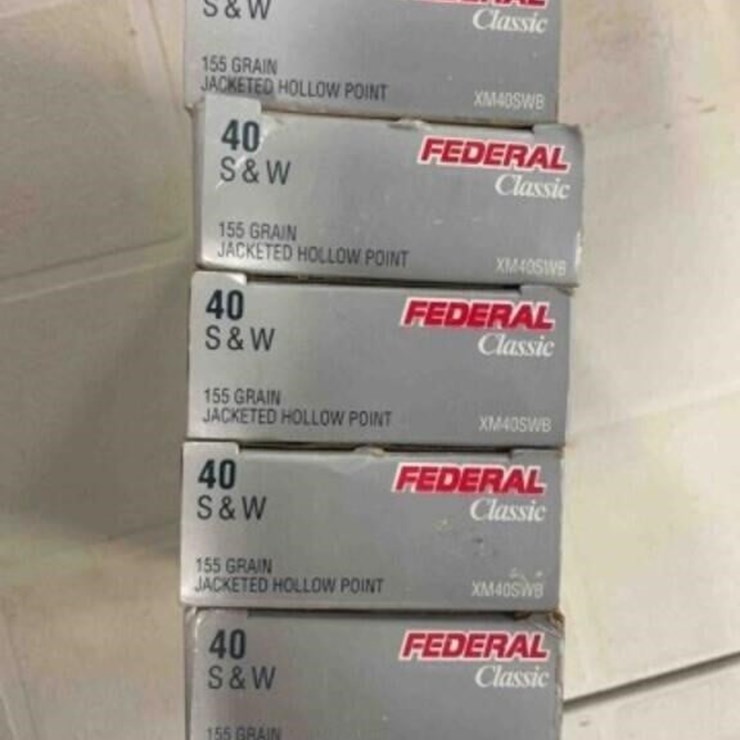 S & W
FEDERAL
Classic
155 GRAIN
JACKETED HOLLOW POINT
XM40SWB
40
S & W
FEDERAL
Classic
155 GRAIN
JACKETED HOLLOW POINT
XM40SWB
40
S & W
FEDERAL
Classic
155 GRAIN
JACKETED HOLLOW POINT
XM40SWB
40
S & W
FEDERAL
Classic
155 GRAIN
JACKETED HOLLOW POINT
XM40SWB
40
S & W
FEDERAL
Classic
155 GRAIN